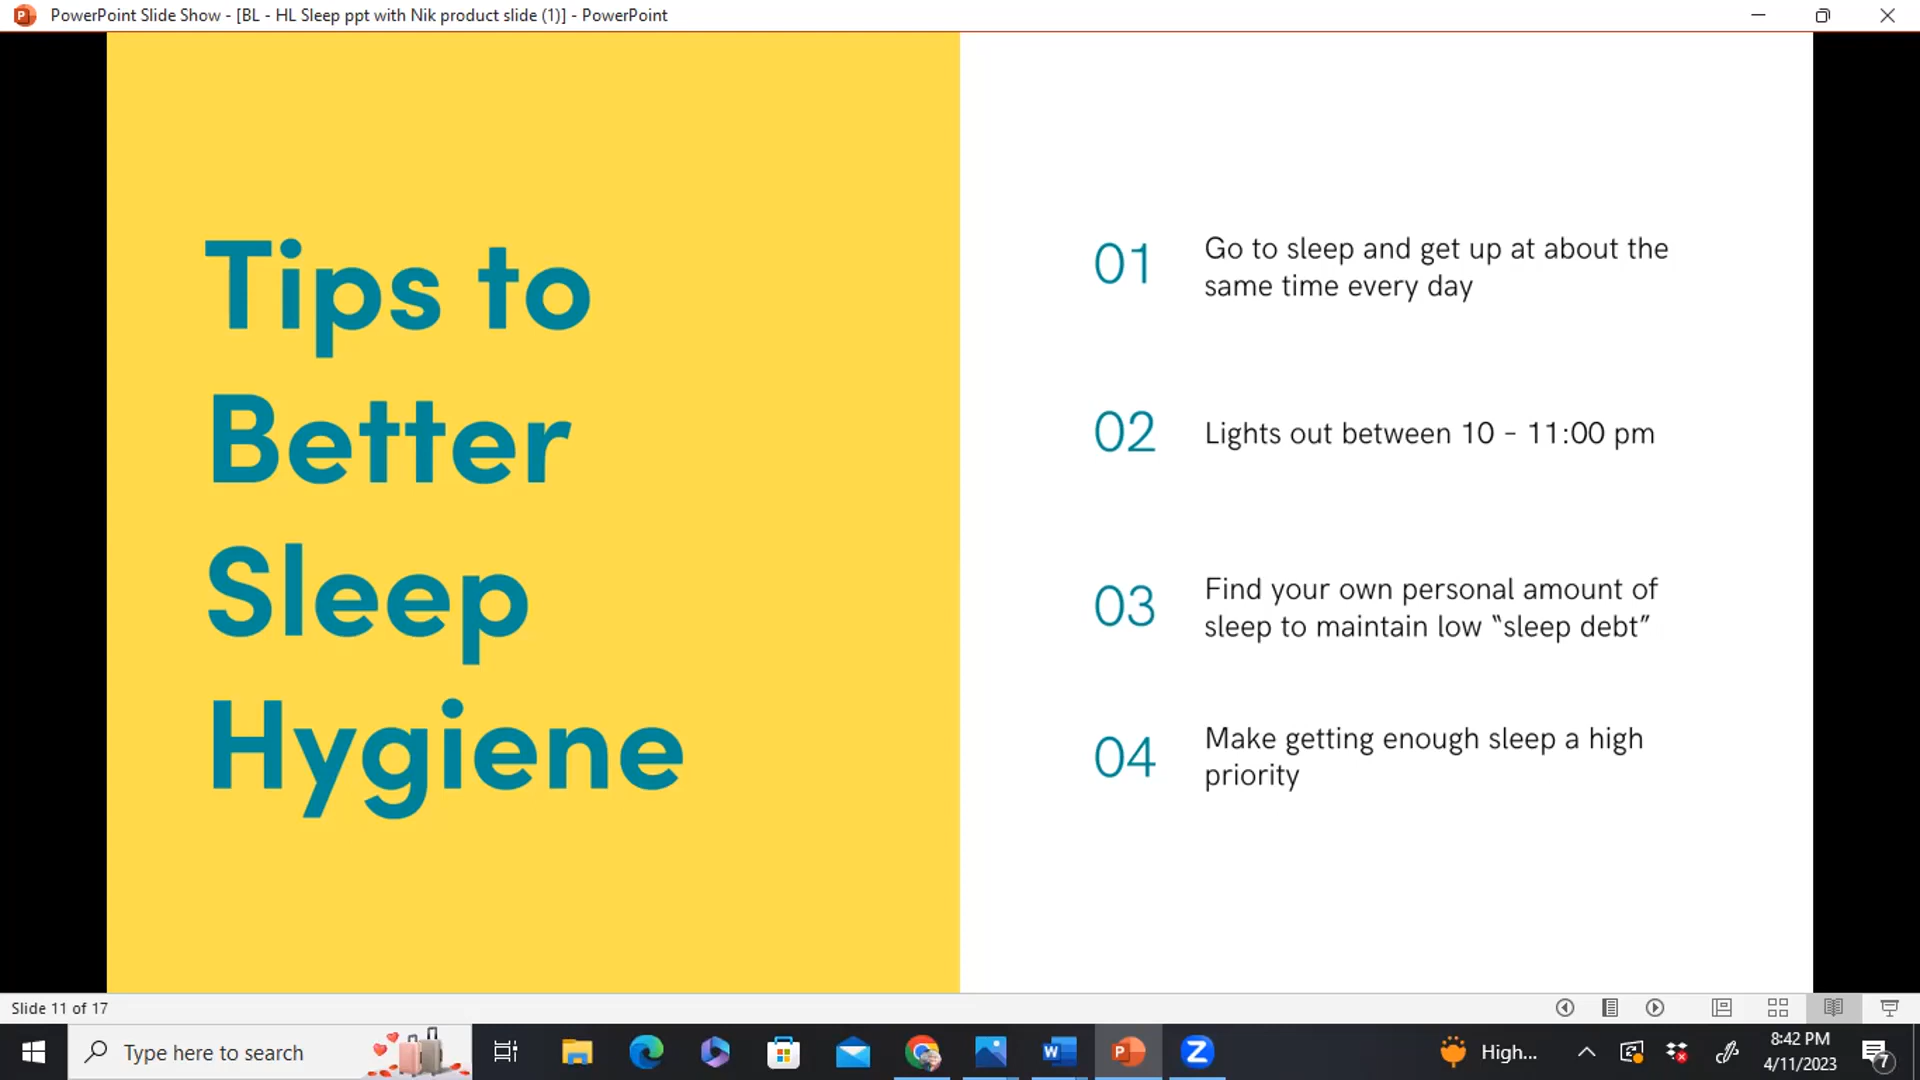 PowerPoint Slide Show - [BL - HL Sleep ppt with Nik product slide (1)] - PowerPoint
Tips to
Better
Sleep
Hygiene
01 Go to sleep and get up at about the
same time every day
02 Lights out between 10 - 11:00 pm
03 Find your own personal amount of
sleep to maintain low “sleep debt”
04 Make getting enough sleep a high
priority
Slide 11 of 17
Type here to search
High...
8:42 PM
4/11/2023
7